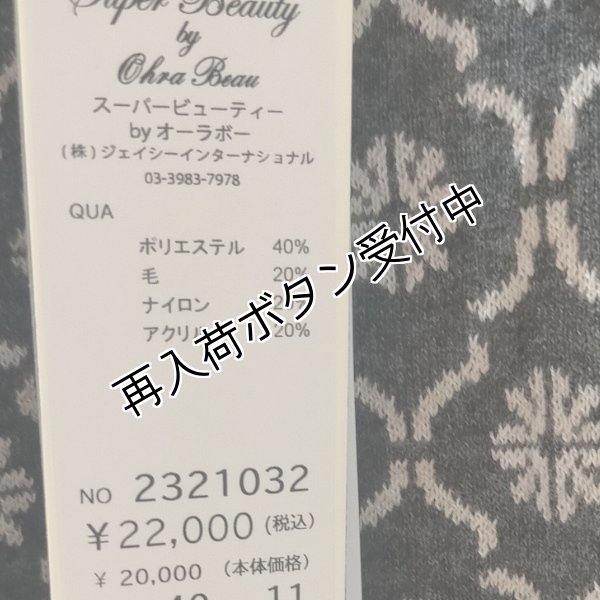 Super Beauty
by
Ohra Beau
スーパービューティー
by オーラボー
(株)ジェイシーインターナショナル
03-3983-7978
QUA
ポリエステル 40%
毛 20%
ナイロン
アクリル 20%
再入荷ボタン受付中
NO 2321032
¥22,000 (税込)
¥ 20,000 (本体価格)